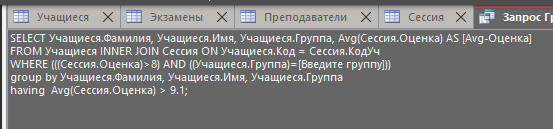 Учащиеся Экзамены Преподаватели Сессия Запрос Гр
SELECT Учащиеся.Фамилия, Учащиеся.Имя, Учащиеся.Группа, Avg(Сессия.Оценка) AS [Avg-Оценка]
FROM Учащиеся INNER JOIN Сессия ON Учащиеся.Код = Сессия.КодУч
WHERE (((Сессия.Оценка)>8) AND ((Учащиеся.Группа)=[Введите группу]))
group by Учащиеся.Фамилия, Учащиеся.Имя, Учащиеся.Группа
having Avg(Сессия.Оценка) > 9.1;